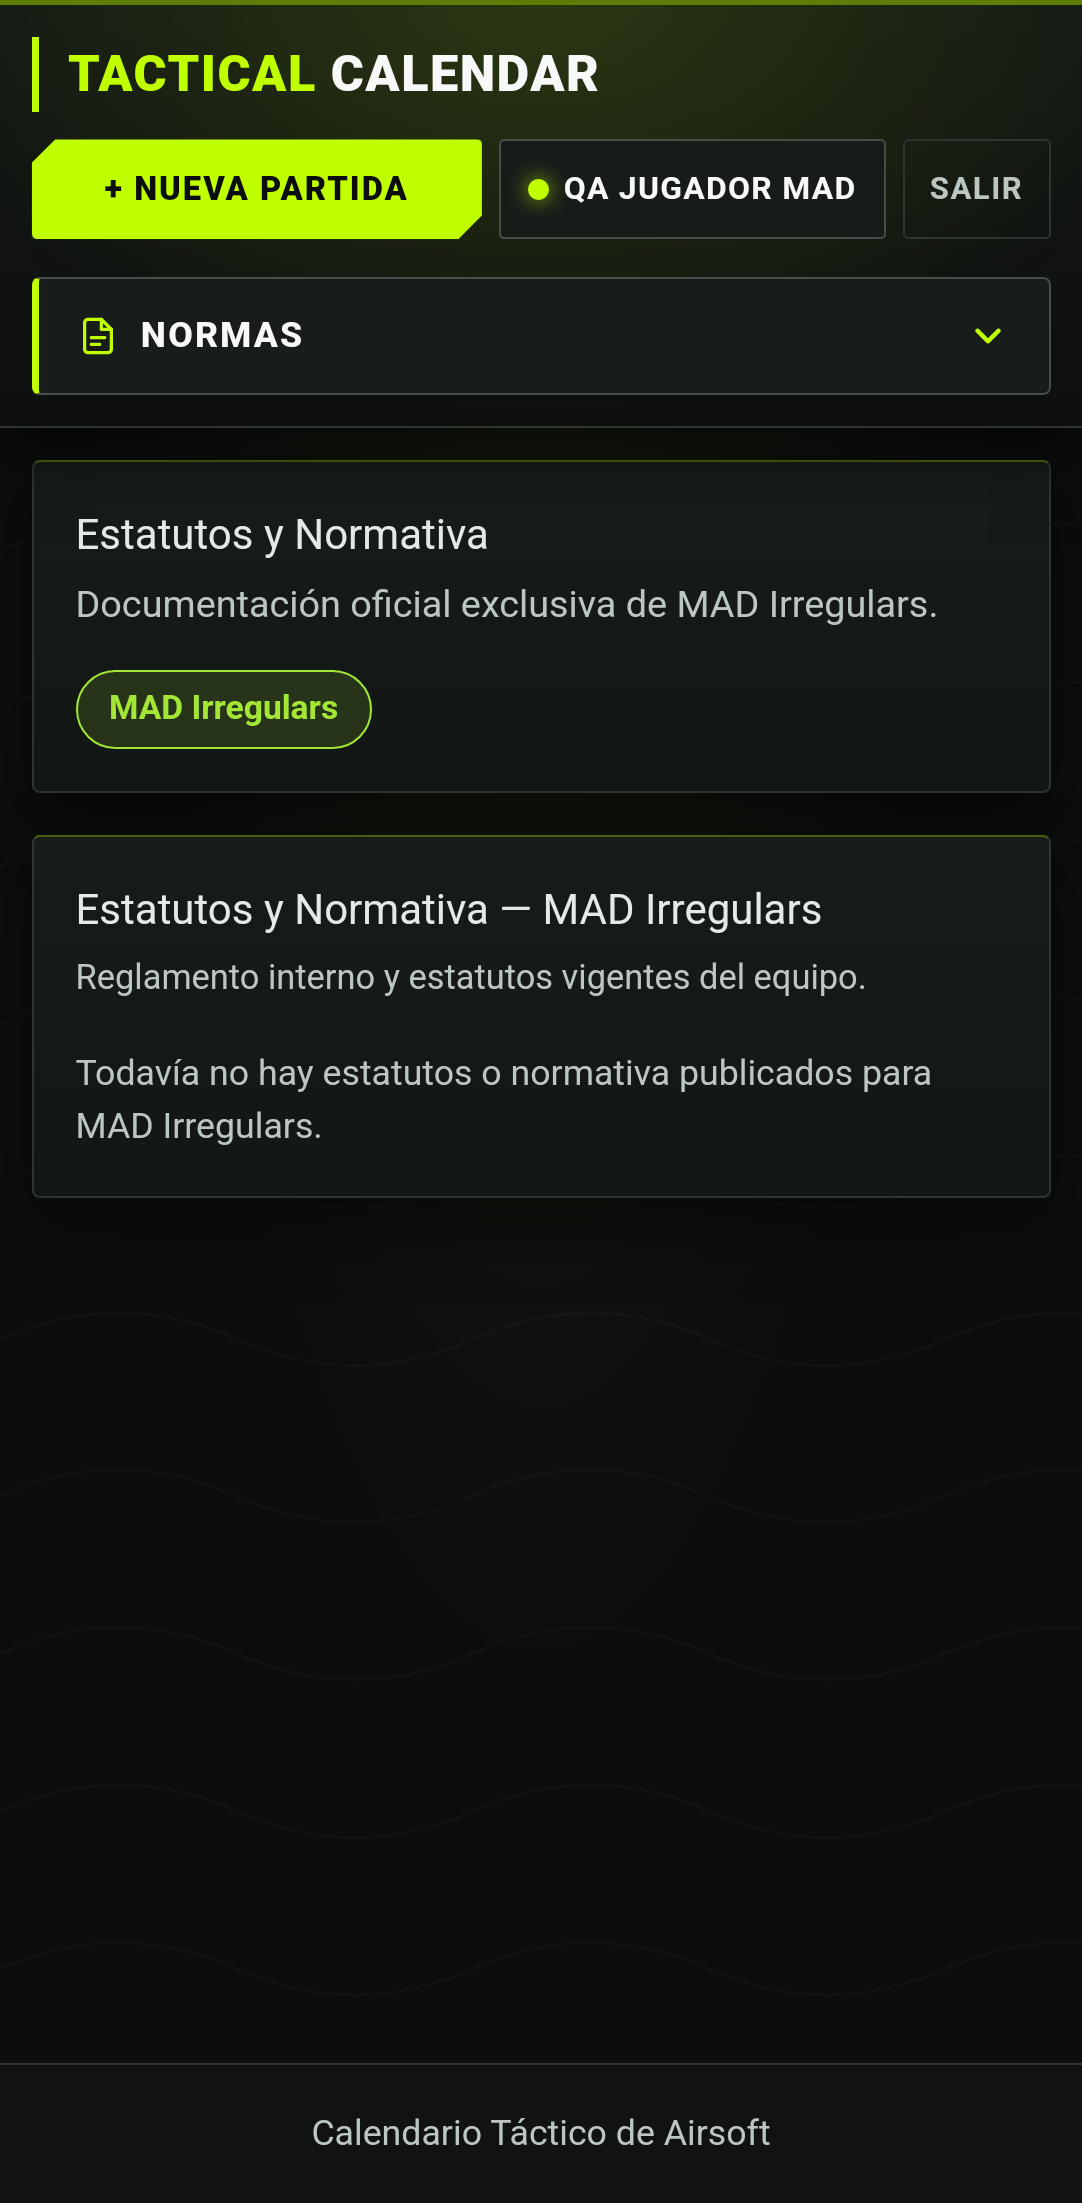 TACTICAL CALENDAR
+ NUEVA PARTIDA
QA JUGADOR MAD
SALIR
NORMAS
Estatutos y Normativa
Documentación oficial exclusiva de MAD Irregulars.
MAD Irregulars
Estatutos y Normativa — MAD Irregulars
Reglamento interno y estatutos vigentes del equipo.
Todavía no hay estatutos o normativa publicados para
MAD Irregulars.
Calendario Táctico de Airsoft